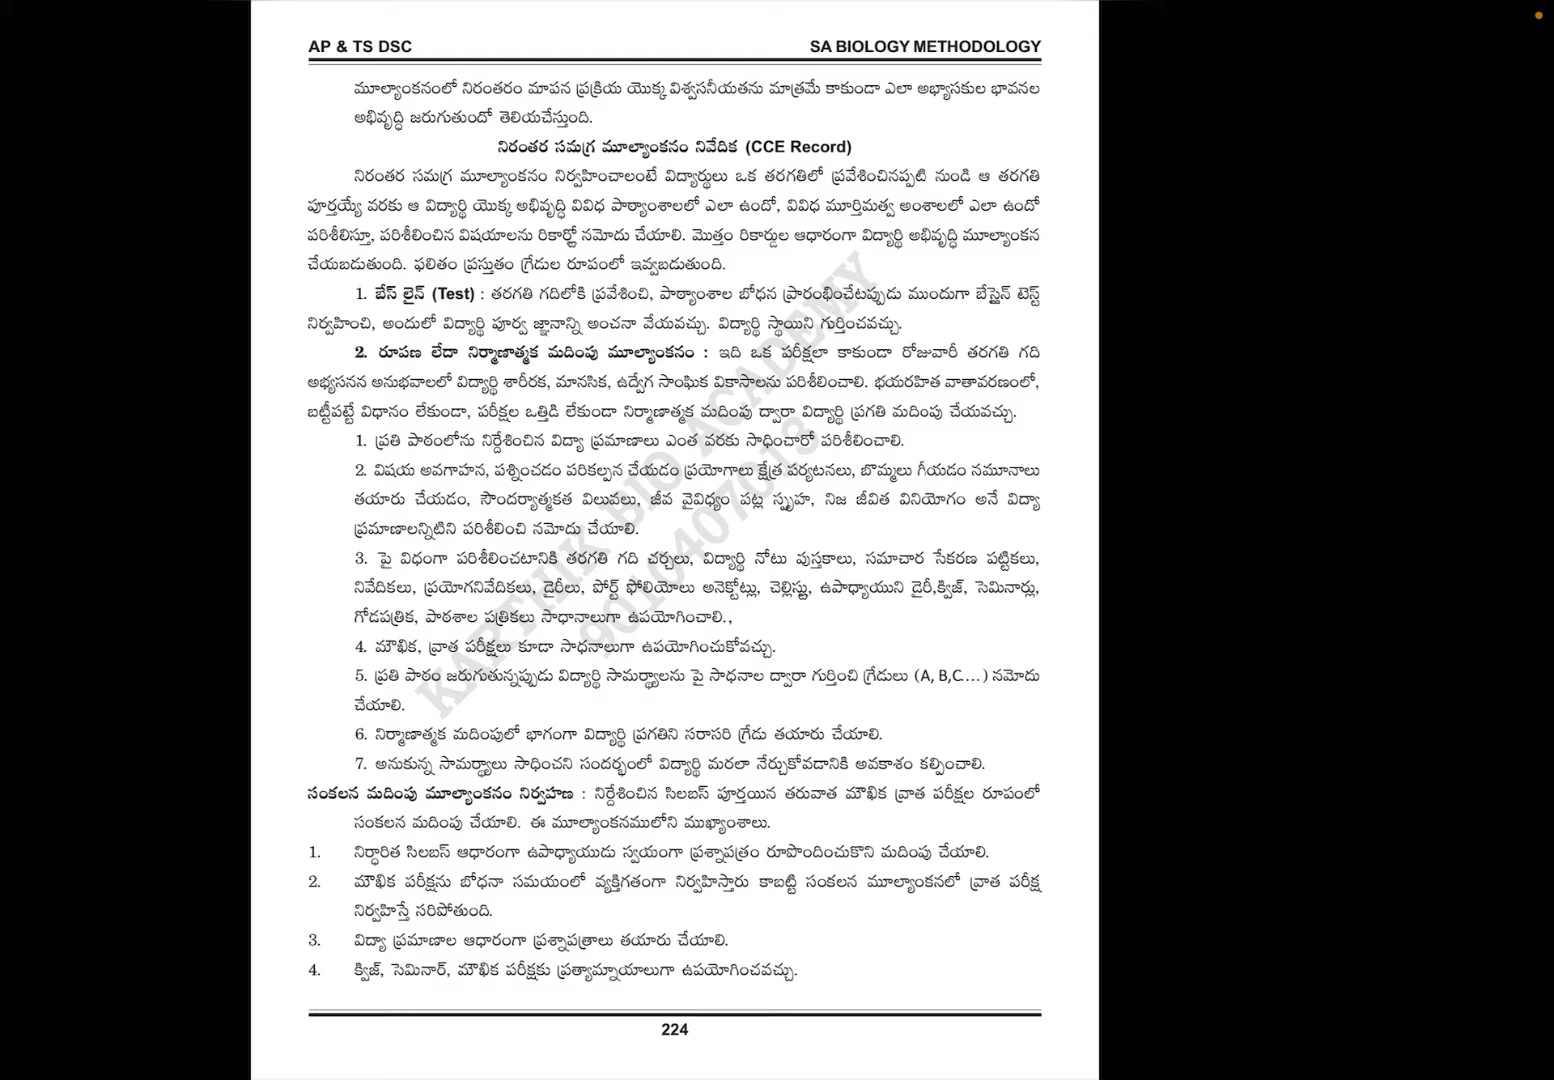 AP & TS DSC
SA BIOLOGY METHODOLOGY
మూల్యాంకనంలో నిరంతరం మాపన ప్రక్రియ యొక్క విశ్వసనీయతను మాత్రమే కాకుండా ఎలా అభ్యాసకుల భావనల
అభివృద్ధి జరుగుతుందో తెలియచేస్తుంది.
నిరంతర సమగ్ర మూల్యాంకనం నివేదిక (CCE Record)
నిరంతర సమగ్ర మూల్యాంకనం నిర్వహించాలంటే విద్యార్థులు ఒక తరగతిలో ప్రవేశించినప్పటి నుండి ఆ తరగతి
పూర్తయ్యే వరకు ఆ విద్యార్థి యొక్క అభివృద్ధి వివిధ పాఠ్యాంశాలలో ఎలా ఉందో, వివిధ మూర్తిమత్వ అంశాలలో ఎలా ఉందో
పరిశీలిస్తూ, పరిశీలించిన విషయాలను రికార్డ్లో నమోదు చేయాలి. మొత్తం రికార్డుల ఆధారంగా విద్యార్థి అభివృద్ధి మూల్యాంకన
చేయబడుతుంది. ఫలితం ప్రస్తుతం గ్రేడుల రూపంలో ఇవ్వబడుతుంది.
1. బేస్ లైన్ (Test) : తరగతి గదిలోకి ప్రవేశించి, పాఠ్యాంశాల బోధన ప్రారంభించేటప్పుడు ముందుగా బేస్లైన్ టెస్ట్
నిర్వహించి, అందులో విద్యార్థి పూర్వ జ్ఞానాన్ని అంచనా వేయవచ్చు. విద్యార్థి స్థాయిని గుర్తించవచ్చు.
2. రూపణ లేదా నిర్మాణాత్మక మదింపు మూల్యాంకనం : ఇది ఒక పరీక్షలా కాకుండా రోజువారీ తరగతి గది
అభ్యసనన అనుభవాలలో విద్యార్థి శారీరక, మానసిక, ఉద్వేగ సాంఘిక వికాసాలను పరిశీలించాలి. భయరహిత వాతావరణంలో,
బట్టీపట్టే విధానం లేకుండా, పరీక్షల ఒత్తిడి లేకుండా నిర్మాణాత్మక మదింపు ద్వారా విద్యార్థి ప్రగతి మదింపు చేయవచ్చు.
1. ప్రతి పాఠంలోను నిర్దేశించిన విద్యా ప్రమాణాలు ఎంత వరకు సాధించారో పరిశీలించాలి.
2. విషయ అవగాహన, పశ్నించడం పరికల్పన చేయడం ప్రయోగాలు క్షేత్ర పర్యటనలు, బొమ్మలు గీయడం నమూనాలు
తయారు చేయడం, సౌందర్యాత్మకత విలువలు, జీవ వైవిధ్యం పట్ల స్పృహ, నిజ జీవిత వినియోగం అనే విద్యా
ప్రమాణాలన్నిటిని పరిశీలించి నమోదు చేయాలి.
3. పై విధంగా పరిశీలించటానికి తరగతి గది చర్చలు, విద్యార్థి నోటు పుస్తకాలు, సమాచార సేకరణ పట్టికలు,
నివేదికలు, ప్రయోగనివేదికలు, డైరీలు, పోర్ట్ ఫోలియోలు అనెక్డోట్లు, చెక్లిస్టు, ఉపాధ్యాయుని డైరీ,క్విజ్, సెమినార్లు,
గోడపత్రిక, పాఠశాల పత్రికలు సాధానాలుగా ఉపయోగించాలి.,
4. మౌఖిక, వ్రాత పరీక్షలు కూడా సాధనాలుగా ఉపయోగించుకోవచ్చు.
5. ప్రతి పాఠం జరుగుతున్నప్పుడు విద్యార్థి సామర్థ్యాలను పై సాధనాల ద్వారా గుర్తించి గ్రేడులు (A, B,C....) నమోదు
చేయాలి.
6. నిర్మాణాత్మక మదింపులో భాగంగా విద్యార్థి ప్రగతిని సరాసరి గ్రేడు తయారు చేయాలి.
7. అనుకున్న సామర్థ్యాలు సాధించని సందర్భంలో విద్యార్థి మరలా నేర్చుకోవడానికి అవకాశం కల్పించాలి.
సంకలన మదింపు మూల్యాంకనం నిర్వహణ : నిర్దేశించిన సిలబస్ పూర్తయిన తరువాత మౌఖిక వ్రాత పరీక్షల రూపంలో
సంకలన మదింపు చేయాలి. ఈ మూల్యాంకనములోని ముఖ్యాంశాలు.
1. నిర్ధారిత సిలబస్ ఆధారంగా ఉపాధ్యాయుడు స్వయంగా ప్రశ్నాపత్రం రూపొందించుకొని మదింపు చేయాలి.
2. మౌఖిక పరీక్షను బోధనా సమయంలో వ్యక్తిగతంగా నిర్వహిస్తారు కాబట్టి సంకలన మూల్యాంకనలో వ్రాత పరీక్ష
నిర్వహిస్తే సరిపోతుంది.
3. విద్యా ప్రమాణాల ఆధారంగా ప్రశ్నాపత్రాలు తయారు చేయాలి.
4. క్విజ్, సెమినార్, మౌఖిక పరీక్షకు ప్రత్యామ్నాయాలుగా ఉపయోగించవచ్చు.
KARTHIK BIO ACADEMY
9010407013
224